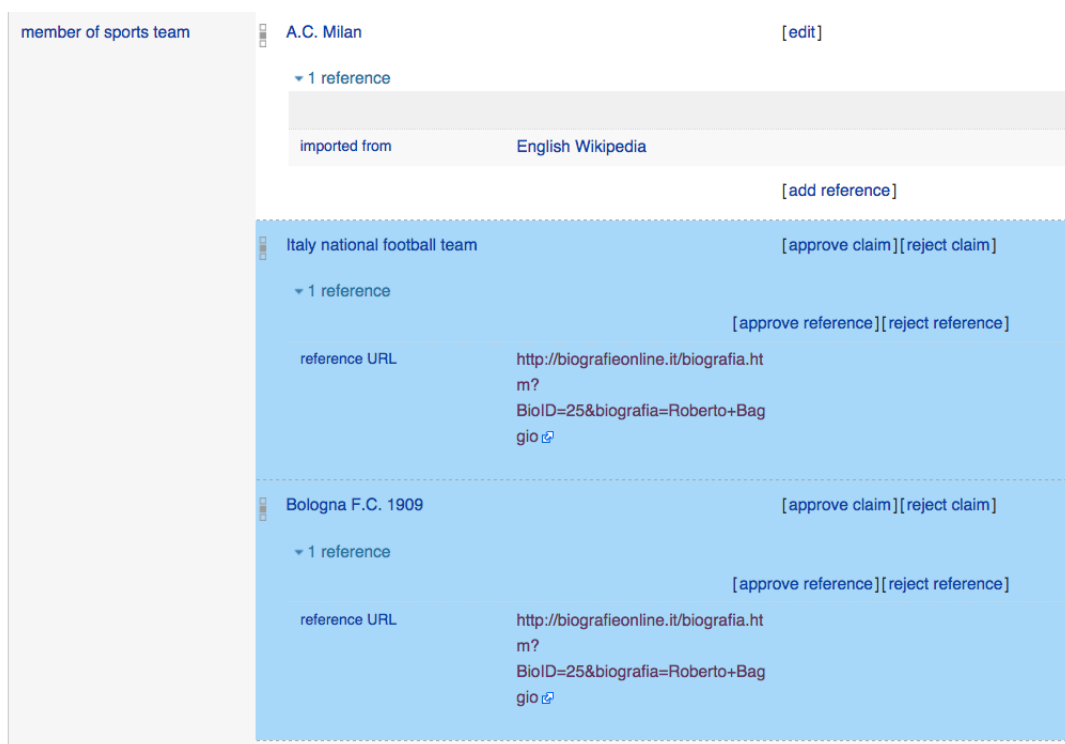 member of sports team
A.C. Milan [edit]
1 reference
imported from English Wikipedia
[add reference]
Italy national football team [approve claim][reject claim]
1 reference
[approve reference][reject reference]
reference URL http://biografieonline.it/biografia.ht
m?
BioID=25&biografia=Roberto+Bag
gio
Bologna F.C. 1909 [approve claim][reject claim]
1 reference
[approve reference][reject reference]
reference URL http://biografieonline.it/biografia.ht
m?
BioID=25&biografia=Roberto+Bag
gio